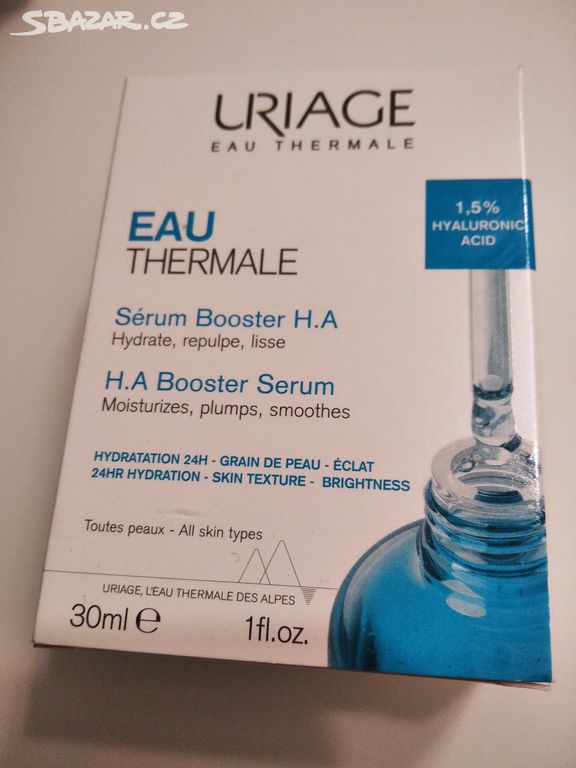 SBAZAR.CZ
URIAGE
EAU THERMALE
1,5%
HYALURONIC
ACID
EAU
THERMALE
Sérum Booster H.A
Hydrate, repulpe, lisse
H.A Booster Serum
Moisturizes, plumps, smoothes
HYDRATATION 24H - GRAIN DE PEAU - ÉCLAT
24HR HYDRATION - SKIN TEXTURE - BRIGHTNESS
Toutes peaux - All skin types
URIAGE, L'EAU THERMALE DES ALPES
30ml ℮ 1fl.oz.